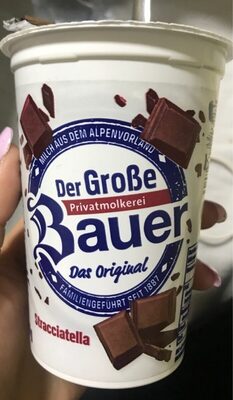 MILCH AUS DEM ALPENVORLAND
Der Große
Privatmolkerei
Bauer
Das Original
FAMILIENGEFÜHRT SEIT 1887
Stracciatella